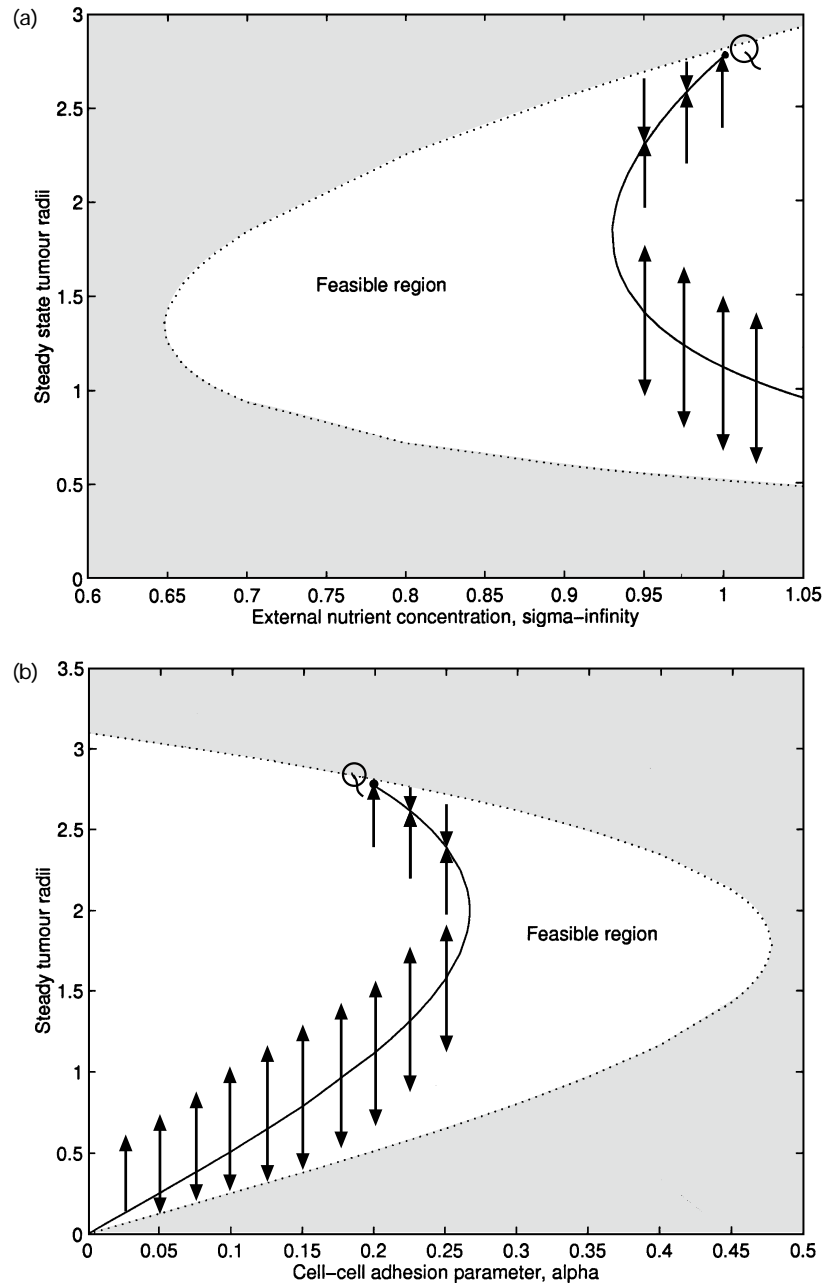 (a)
3
2.5
2
1.5
1
0.5
0
Steady state tumour radii
Feasible region
0.6 0.65 0.7 0.75 0.8 0.85 0.9 0.95 1 1.05
External nutrient concentration, sigma-infinity
(b)
3.5
3
2.5
2
1.5
1
0.5
0
Steady tumour radii
Feasible region
0 0.05 0.1 0.15 0.2 0.25 0.3 0.35 0.4 0.45 0.5
Cell-cell adhesion parameter, alpha